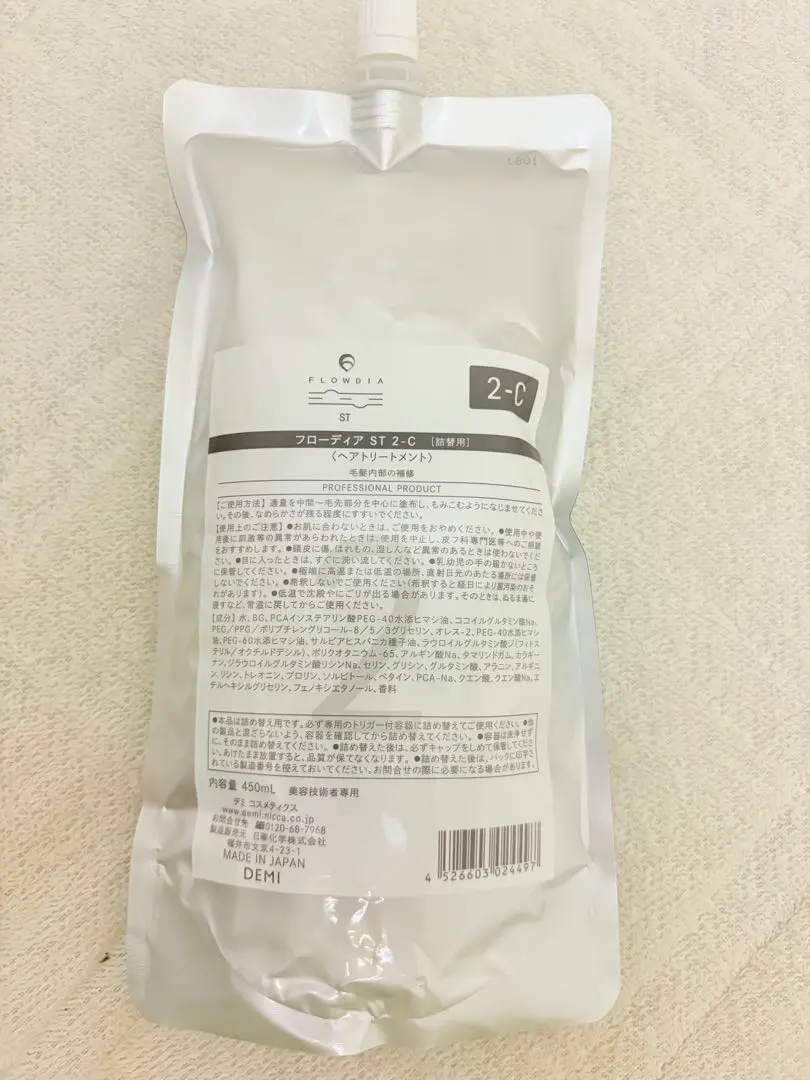 LB01
FLOWDIA
ST
2-C
フローディア ST 2-C [詰替用]
〈ヘアトリートメント〉
毛髪内部の補修
PROFESSIONAL PRODUCT
【ご使用方法】適量を中間～毛先部分を中心に塗布し、もみこむようになじませてくださ
い。その後、なめらかさが残る程度にすすいでください。
【使用上のご注意】●お肌に合わないときは、ご使用をおやめください。●使用中や使
用後に刺激等の異常があらわれたときは、使用を中止し、皮フ科専門医等へのご相談
をおすすめします。●頭皮に傷、はれもの、湿しんなど異常のあるときは使わないでくだ
さい。●目に入ったときは、すぐに洗い流してください。●乳幼児の手の届かないところ
に保管してください。●極端に高温または低温の場所、直射日光のあたる場所には保管
しないでください。●希釈しないでご使用ください(希釈すると経日により菌汚染のおそ
れがあります)。●低温で沈殿やにごりが出る場合があります。そのときは、ぬるま湯に
浸すなど、常温に戻してからご使用ください。
【成分】水、BG、PCAイソステアリン酸PEG-40水添ヒマシ油、ココイルグルタミン酸Na、
PEG/PPG/ポリブチレングリコール-8/5/3グリセリン、オレス-2、PEG-40水添ヒマシ
油、PEG-60水添ヒマシ油、サルビアヒスパニカ種子油、ラウロイルグルタミン酸ジ(フィトス
テリル/オクチルドデシル)、ポリクオタニウム-65、アルギン酸Na、タマリンドガム、カラギー
ナン、ジラウロイルグルタミン酸リシンNa、セリン、グリシン、グルタミン酸、アラニン、アルギニ
ン、リシン、トレオニン、プロリン、ソルビトール、ベタイン、PCA-Na、クエン酸、クエン酸Na、エ
チルヘキシルグリセリン、フェノキシエタノール、香料
2
●本品は詰め替え用です。必ず専用のトリガー付容器に詰め替えてご使用ください。●他
の製品と混ざらないよう、容器を確認してから詰め替えてください。●容器は洗浄せず
に、そのまま詰め替えてください。●詰め替えた後は、必ずキャップをしめて保管してくださ
い。あけたまま放置すると、品質が保てなくなります。●詰め替えた後は、パックに印字さ
れている製造番号を控えておいてください。お問合せの際に必要になる場合があります。
内容量 450mL 美容技術者専用
デミ コスメティクス
www.demi.nicca.co.jp
お問合せ先 0120-68-7968
製造販売元 日華化学株式会社
福井市文京4-23-1
MADE IN JAPAN
DEMI
4 526603 024497